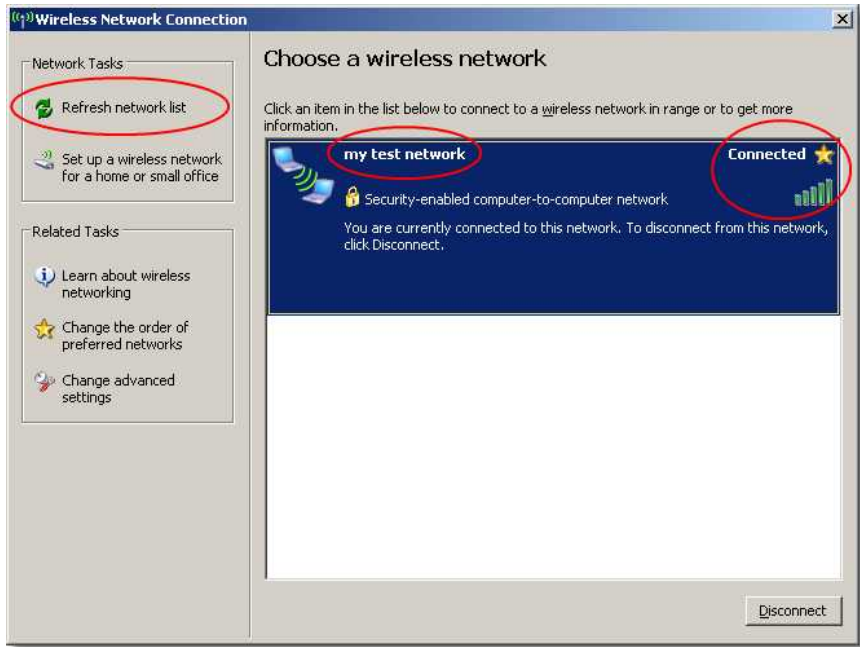 Wireless Network Connection
Network Tasks
Refresh network list
Set up a wireless network
for a home or small office
Related Tasks
Learn about wireless
networking
Change the order of
preferred networks
Change advanced
settings
Choose a wireless network
Click an item in the list below to connect to a wireless network in range or to get more
information.
my test network
Connected
Security-enabled computer-to-computer network
You are currently connected to this network. To disconnect from this network,
click Disconnect.
Disconnect